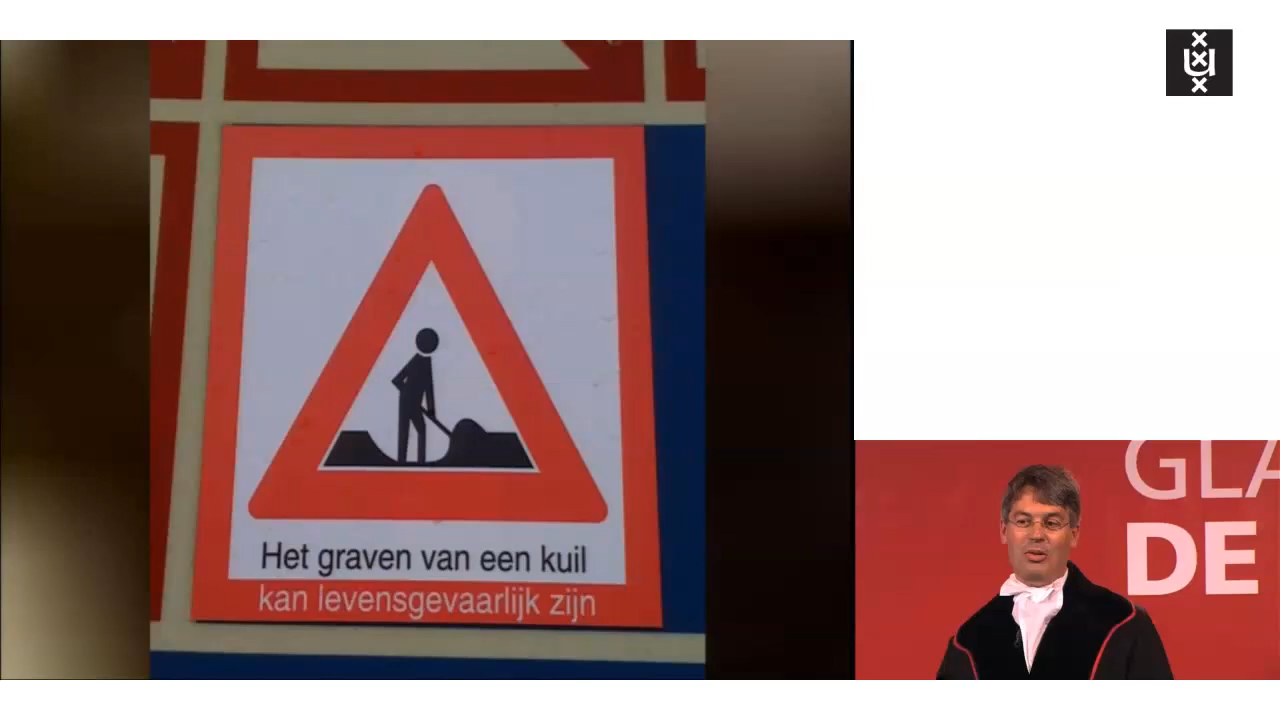 Het graven van een kuil
kan levensgevaarlijk zijn
U
GLA
DE